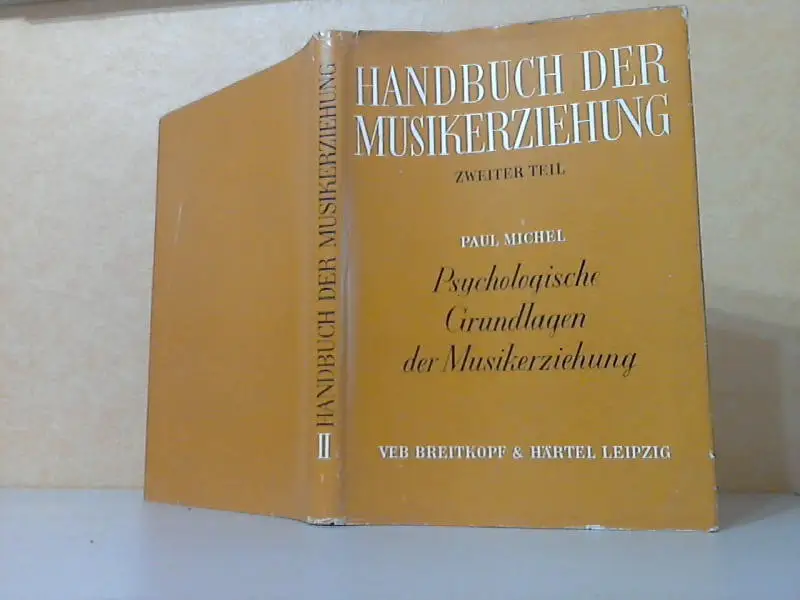 HANDBUCH DER MUSIKERZIEHUNG
II
HANDBUCH DER
MUSIKERZIEHUNG
ZWEITER TEIL
PAUL MICHEL
Psychologische
Grundlagen
der Musikerziehung
VEB BREITKOPF & HÄRTEL LEIPZIG